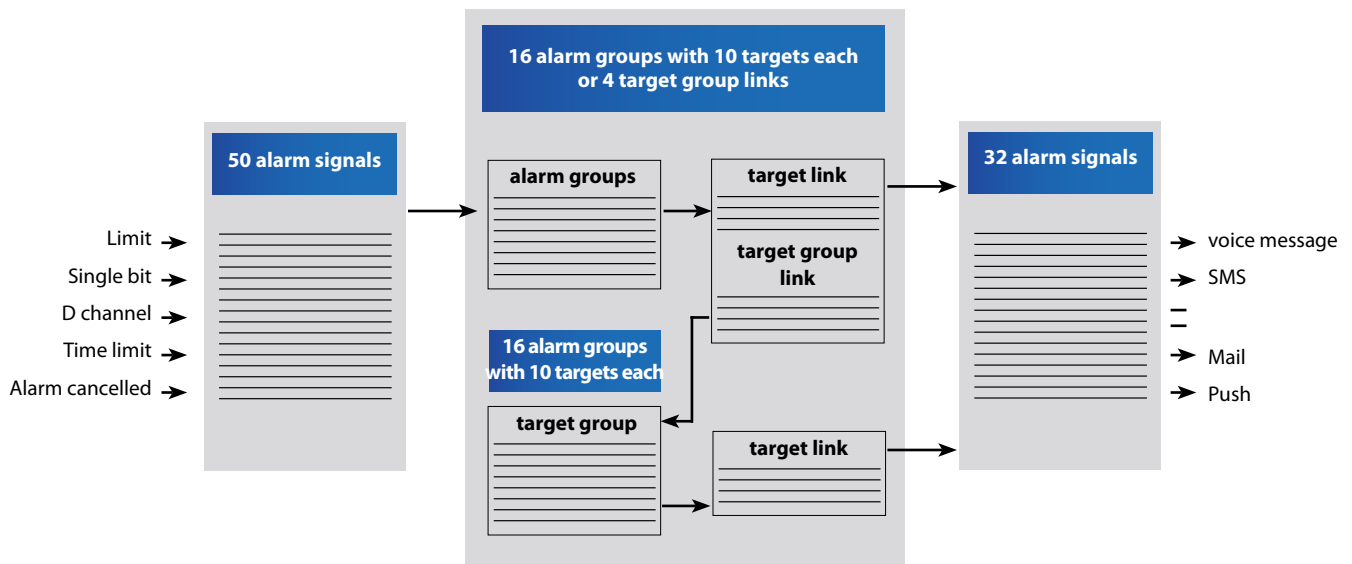 16 alarm groups with 10 targets each
or 4 target group links
50 alarm signals
Limit
Single bit
D channel
Time limit
Alarm cancelled
alarm groups
target link
target group
link
16 alarm groups
with 10 targets each
target group
target link
32 alarm signals
voice message
SMS
Mail
Push